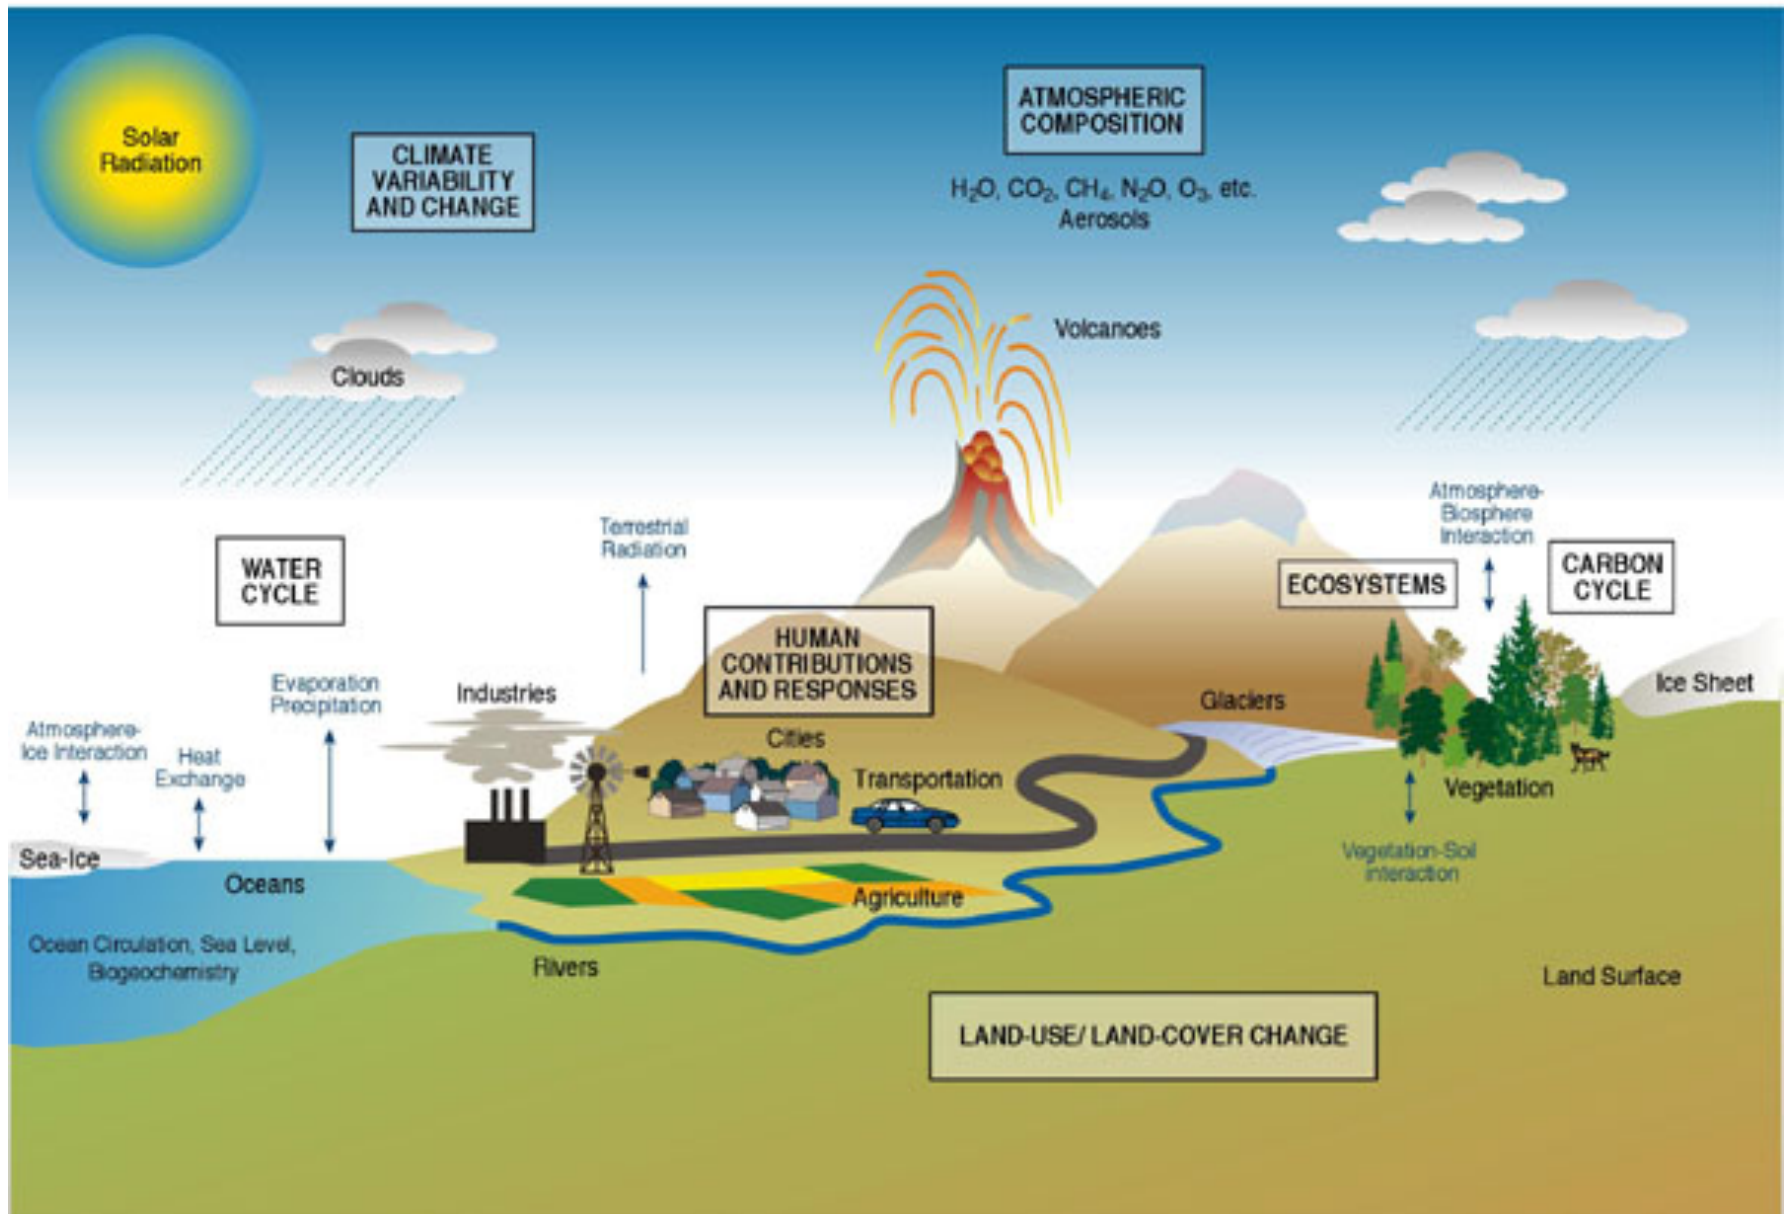 Solar
Radiation
CLIMATE
VARIABILITY
AND CHANGE
ATMOSPHERIC
COMPOSITION
H₂O, CO₂, CH₄, N₂O, O₃, etc.
Aerosols
Volcanoes
Clouds
Atmosphere-
Biosphere
Interaction
Terrestrial
Radiation
WATER
CYCLE
ECOSYSTEMS
CARBON
CYCLE
HUMAN
CONTRIBUTIONS
AND RESPONSES
Evaporation
Precipitation
Industries
Glaciers
Ice Sheet
Atmosphere-
Ice Interaction
Heat
Exchange
Cities
Transportation
Vegetation
Sea-Ice
Oceans
Agriculture
Vegetation-Soil
interaction
Ocean Circulation, Sea Level,
Biogeochemistry
Rivers
Land Surface
LAND-USE/ LAND-COVER CHANGE